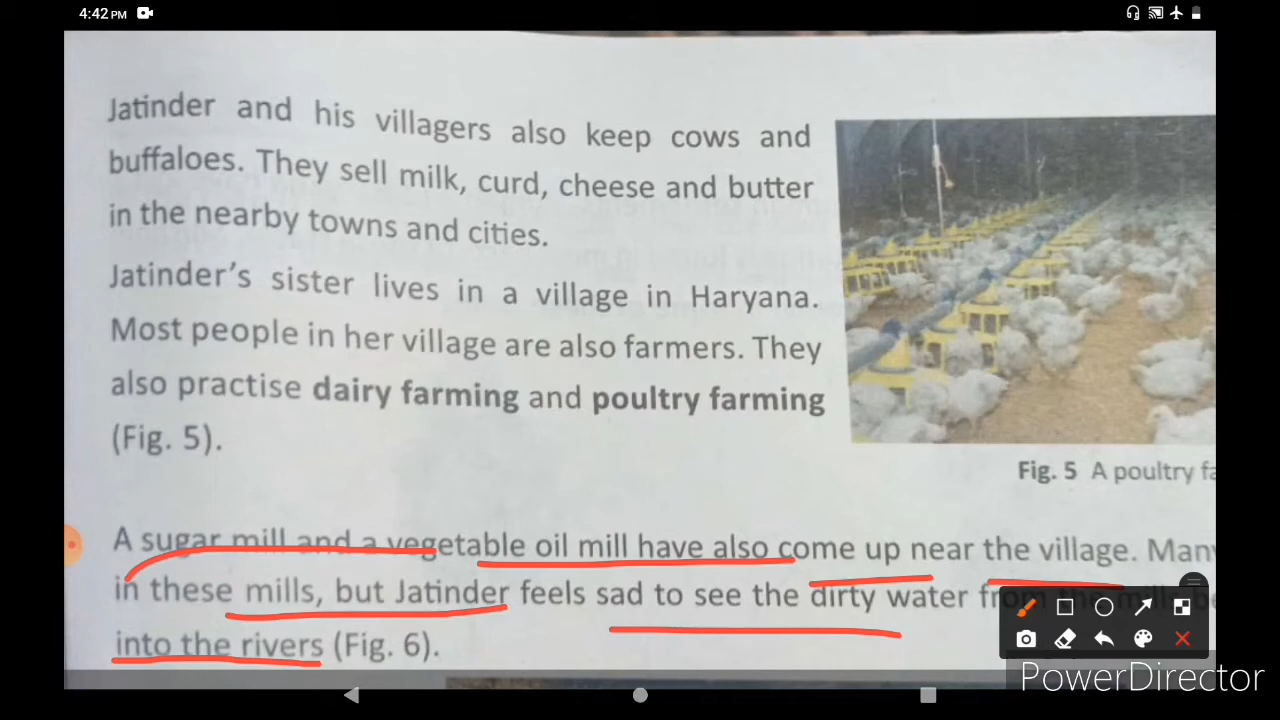 4:42 PM
Jatinder and his villagers also keep cows and
buffaloes. They sell milk, curd, cheese and butter
in the nearby towns and cities.
Jatinder's sister lives in a village in Haryana.
Most people in her village are also farmers. They
also practise dairy farming and poultry farming
(Fig. 5).
Fig. 5 A poultry
A sugar mill and a vegetable oil mill have also come up near the village.
in these mills, but Jatinder feels sad to see the dirty water from the mills
into the rivers (Fig. 6).
PowerDirector